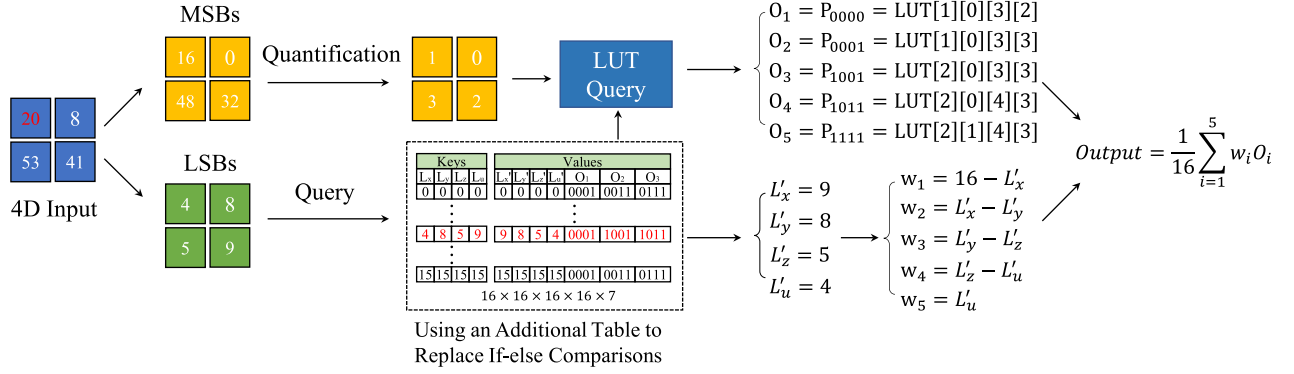 MSBs
16 0
48 32
Quantification
1 0
3 2
LUT
Query
20 8
53 41
4D Input
LSBs
4 8
5 9
Query
Keys Values
Lx Ly Lz Lu Lx' Ly' Lz' Lu' O1 O2 O3
0 0 0 0 0 0 0 0 0001 0011 0111
4 8 5 9 9 8 5 4 0001 1001 1011
15 15 15 15 15 15 15 15 0001 0011 0111
16 × 16 × 16 × 16 × 7
Using an Additional Table to
Replace If-else Comparisons
O₁ = P₀₀₀₀ = LUT[1][0][3][2]
O₂ = P₀₀₀₁ = LUT[1][0][3][3]
O₃ = P₁₀₀₁ = LUT[2][0][3][3]
O₄ = P₁₀₁₁ = LUT[2][0][4][3]
O₅ = P₁₁₁₁ = LUT[2][1][4][3]
L'x = 9
L'y = 8
L'z = 5
L'u = 4
w₁ = 16 − L'x
w₂ = L'x − L'y
w₃ = L'y − L'z
w₄ = L'z − L'u
w₅ = L'u
Output = 1/16 ∑ᵢ₌₁⁵ wᵢOᵢ